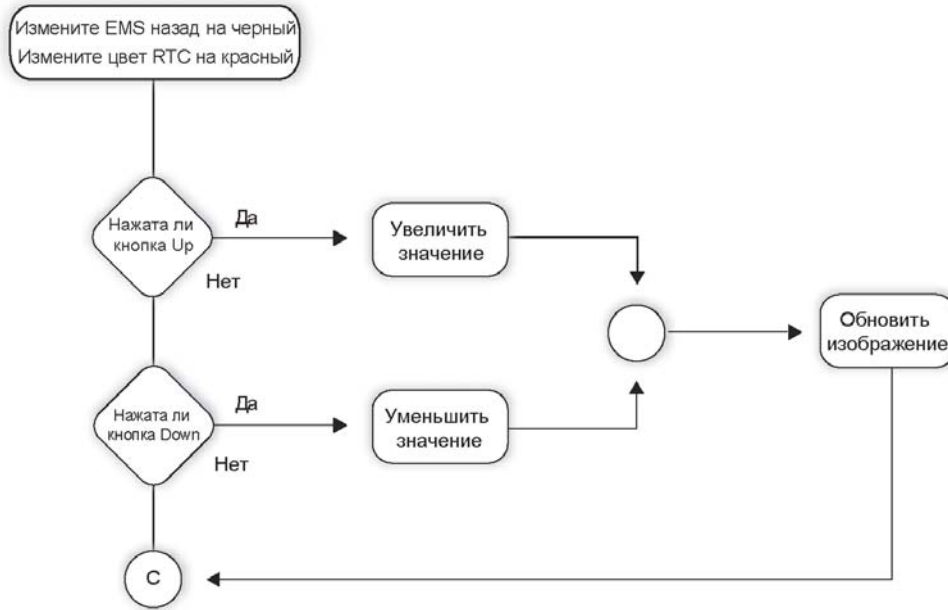 Измените EMS назад на черный
Измените цвет RTC на красный
Нажата ли
кнопка Up
Да
Нет
Увеличить
значение
Обновить
изображение
Нажата ли
кнопка Down
Да
Нет
Уменьшить
значение
C